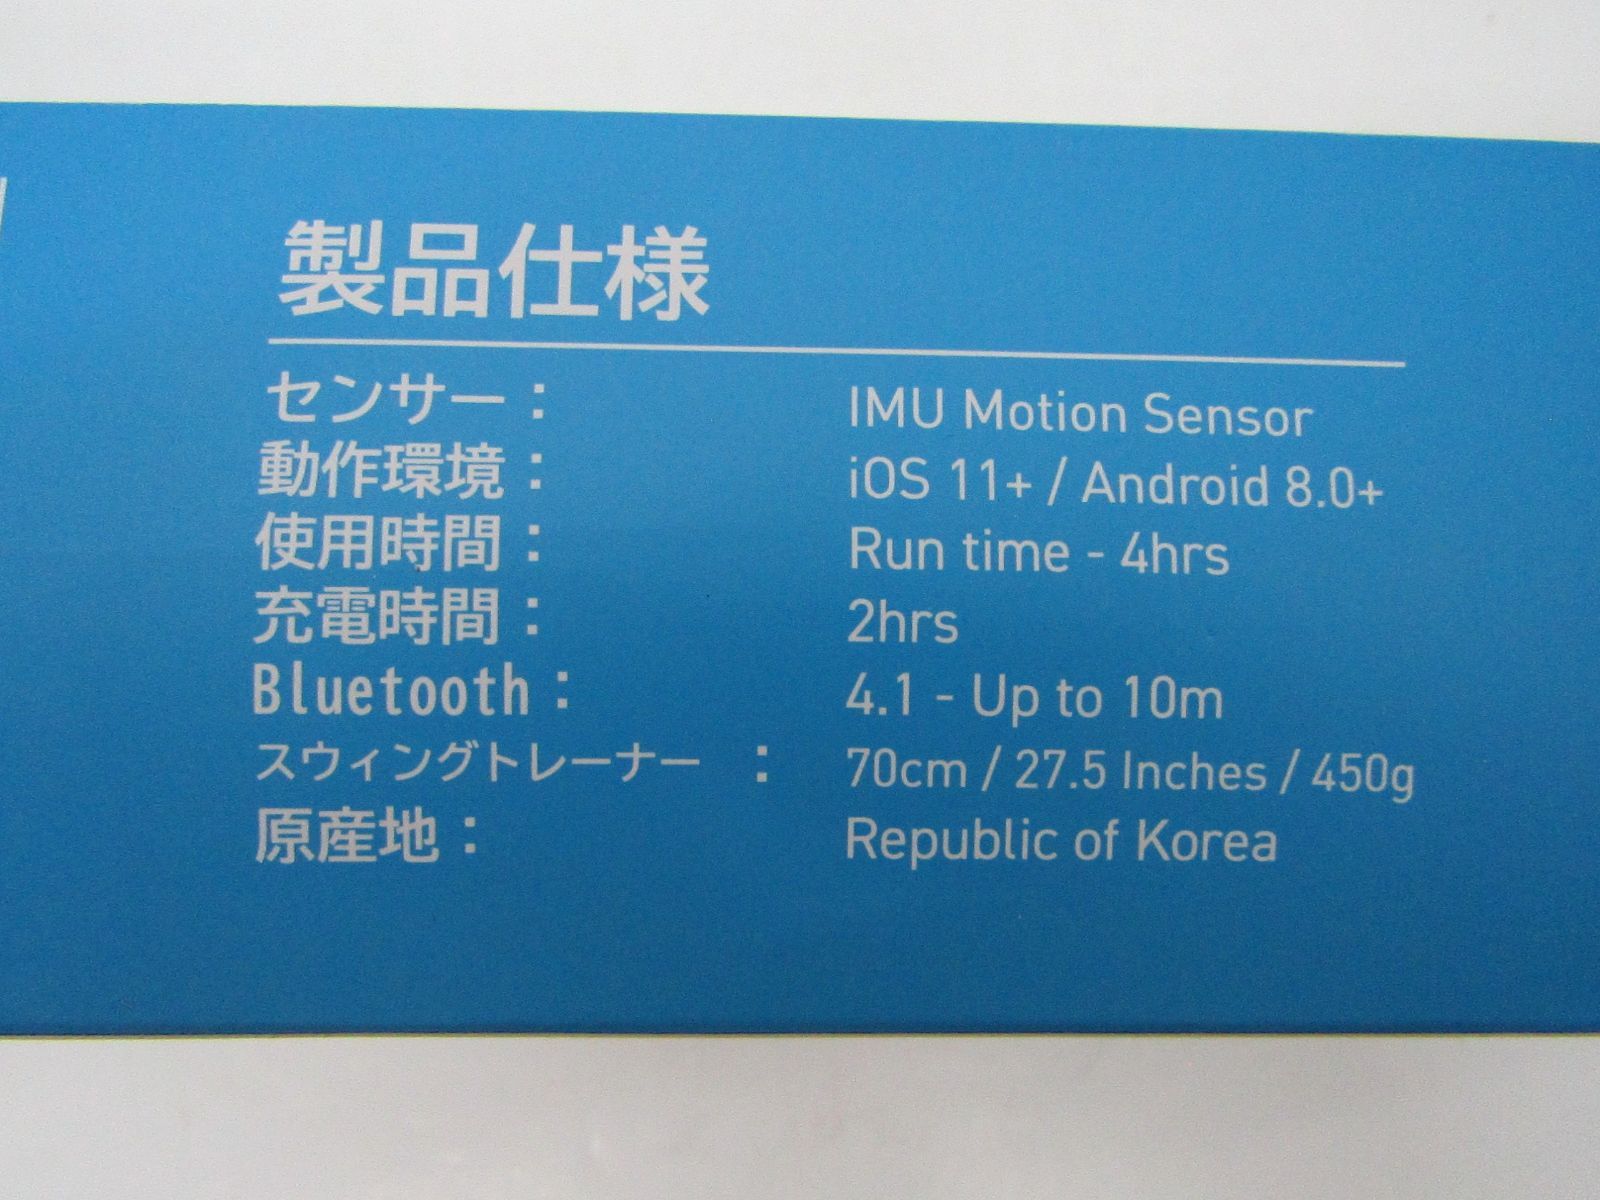 製品仕様
センサー： IMU Motion Sensor
動作環境： iOS 11+ / Android 8.0+
使用時間： Run time - 4hrs
充電時間： 2hrs
Bluetooth： 4.1 - Up to 10m
スウィングトレーナー ： 70cm / 27.5 Inches / 450g
原産地： Republic of Korea